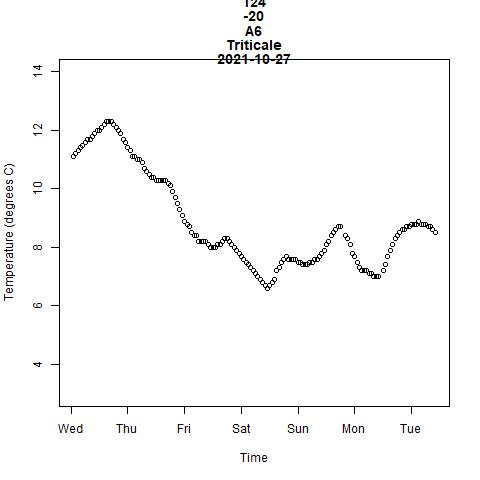 124
-20
A6
Triticale
2021-10-27
14
12
10
8
6
4
Temperature (degrees C)
Wed Thu Fri Sat Sun Mon Tue
Time